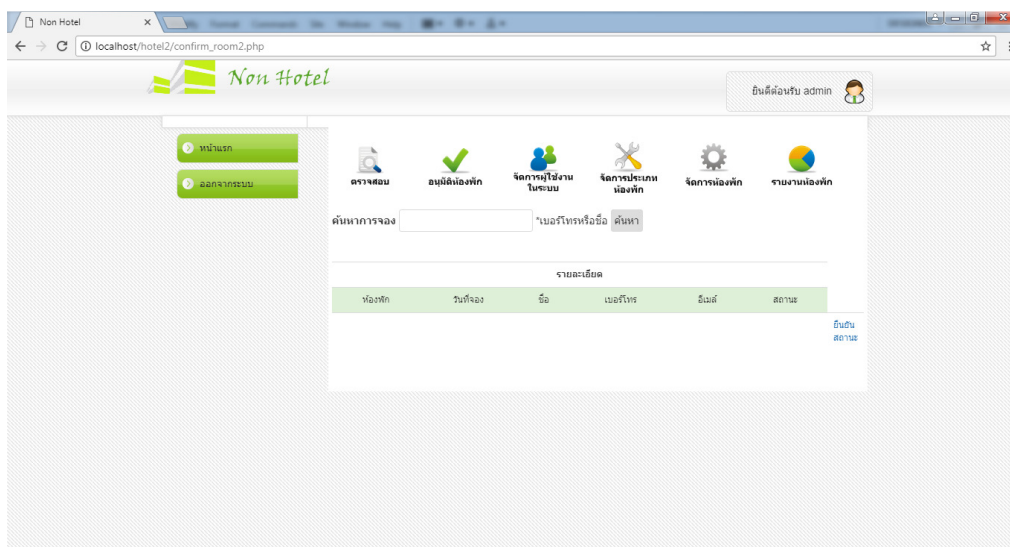 Non Hotel
localhost/hotel2/confirm_room2.php
Non Hotel
ยินดีต้อนรับ admin
หน้าแรก
ออกจากระบบ
ตรวจสอบ
อนุมัติห้องพัก
จัดการผู้ใช้งาน
ในระบบ
จัดการประเภท
ห้องพัก
จัดการห้องพัก
รายงานห้องพัก
ค้นหาการจอง *เบอร์โทรหรือชื่อ ค้นหา
รายละเอียด
ห้องพัก วันที่จอง ชื่อ เบอร์โทร อีเมล์ สถานะ
ยืนยัน
สถานะ